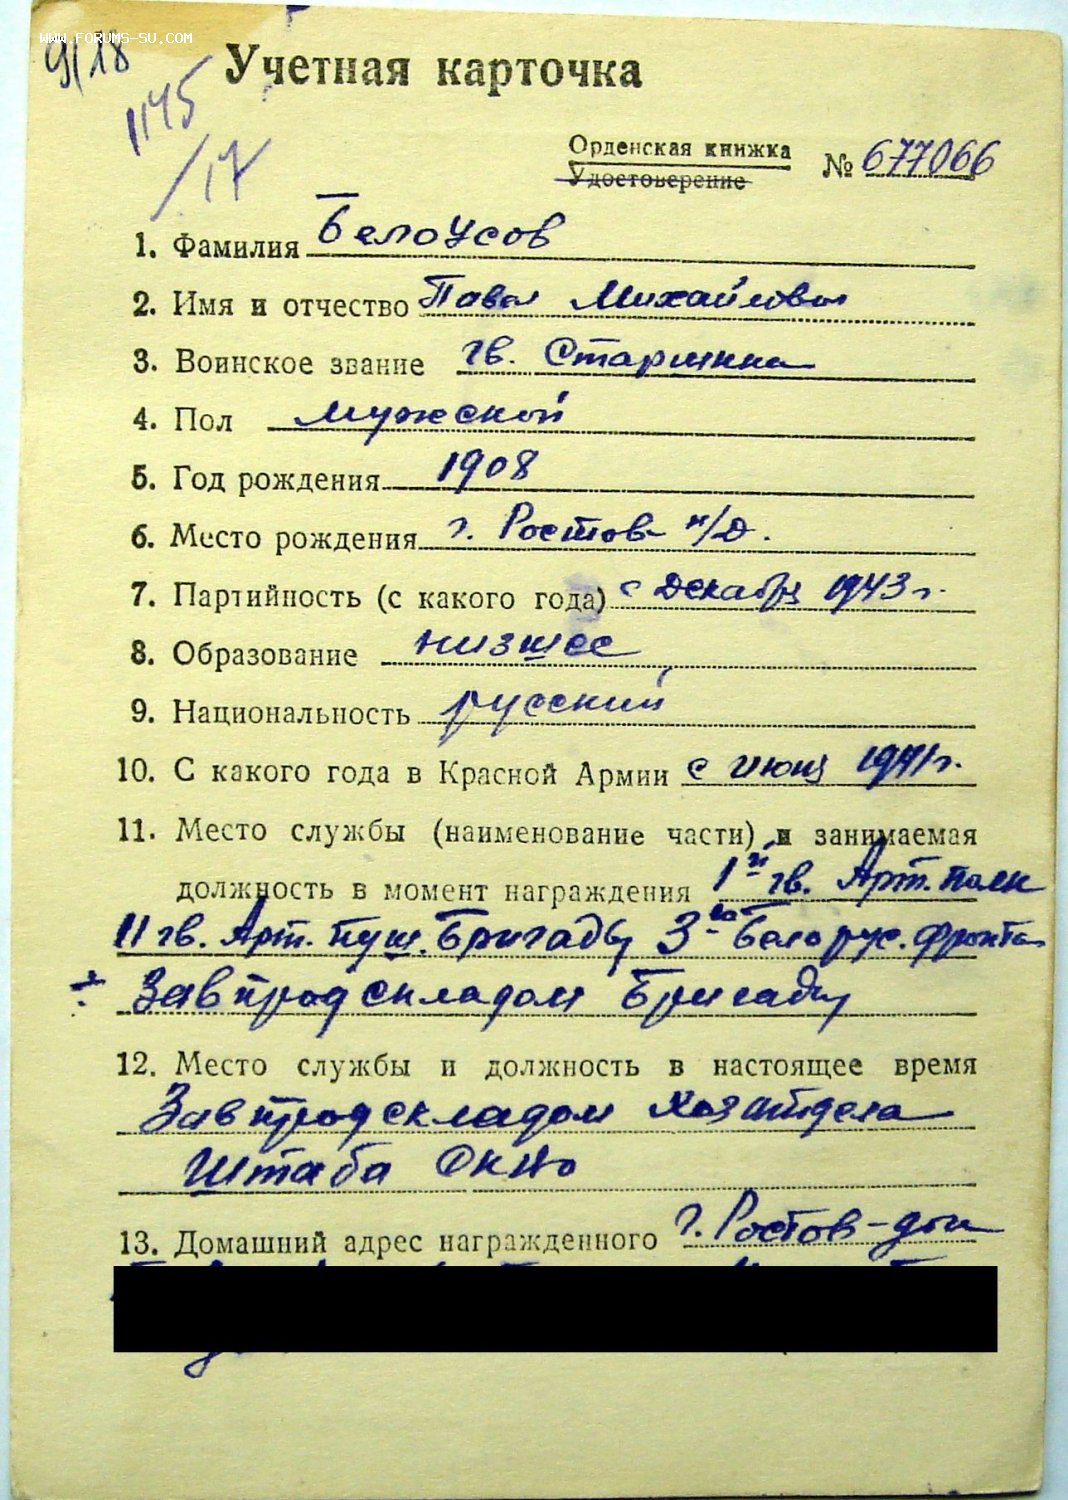 www.forums-su.com
9/18
1145
/17
Учетная карточка
Орденская книжка
Удостоверение
№ 677066
1. Фамилия Белоусов
2. Имя и отчество Павел Михайлович
3. Воинское звание гв. Старшина
4. Пол мужской
5. Год рождения 1908
6. Место рождения г. Ростов н/Д.
7. Партийность (с какого года) с Декабря 1943 г.
8. Образование низшее
9. Национальность русский
10. С какого года в Красной Армии с июня 1941 г.
11. Место службы (наименование части) и занимаемая
должность в момент награждения 1й гв. Арт. полк
11 гв. Арт. Пуш. Бригады 3го Белорус. фронта
Завпродскладом Бригады
12. Место службы и должность в настоящее время
Завпродскладом Хозотдела
Штаба
13. Домашний адрес награжденного г. Ростов-дон